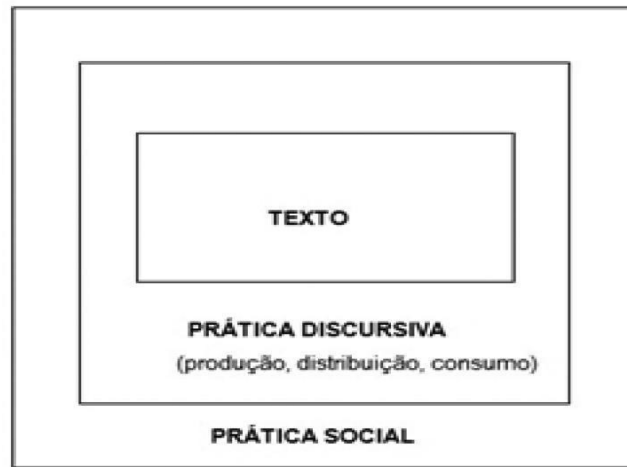 TEXTO
PRÁTICA DISCURSIVA
(produção, distribuição, consumo)
PRÁTICA SOCIAL